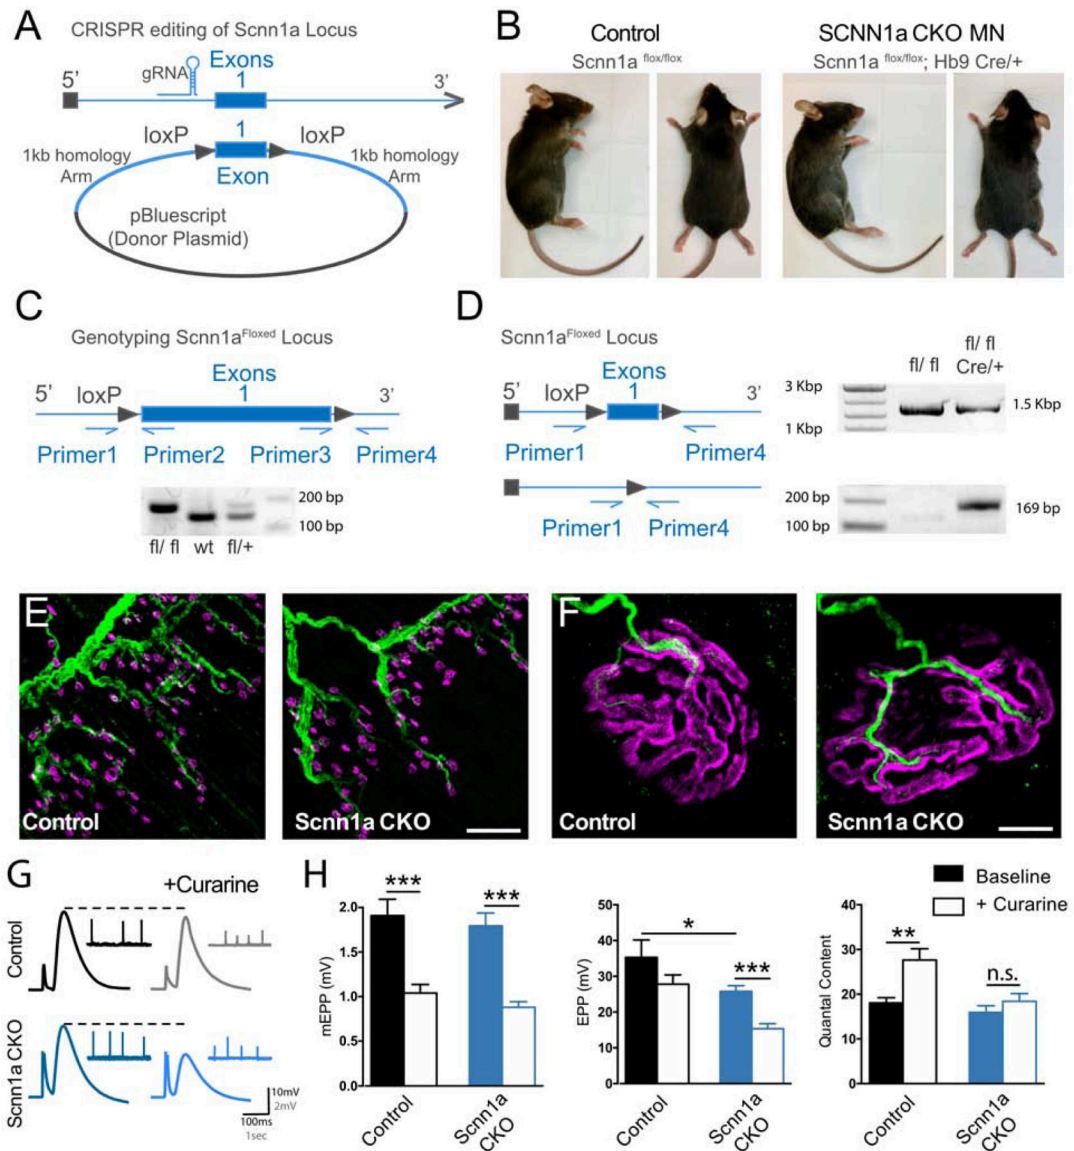 A
CRISPR editing of Scnn1a Locus
Exons
5'
gRNA
1
3'
loxP
1
loxP
1kb homology
Arm
Exon
1kb homology
Arm
pBluescript
(Donor Plasmid)
B
Control
SCNN1a CKO MN
Scnn1a flox/flox
Scnn1a flox/flox; Hb9 Cre/+
C
Genotyping Scnn1aFloxed Locus
Exons
5'
loxP
1
3'
Primer1
Primer2
Primer3
Primer4
200 bp
100 bp
fl/ fl
wt
fl/+
D
Scnn1aFloxed Locus
Exons
5'
loxP
1
3'
Primer1
Primer4
Primer1
Primer4
fl/ fl
fl/ fl
Cre/+
3 Kbp
1 Kbp
1.5 Kbp
200 bp
100 bp
169 bp
E
Control
Scnn1a CKO
F
Control
Scnn1a CKO
G
+Curarine
Control
Scnn1a CKO
10mV
2mV
100ms
1sec
H
mEPP (mV)
2.0
1.5
1.0
0.5
0.0
***
***
Control
Scnn1a
CKO
EPP (mV)
50
40
30
20
10
0
*
***
Control
Scnn1a
CKO
Baseline
+ Curarine
Quantal Content
40
30
20
10
0
**
n.s.
Control
Scnn1a
CKO